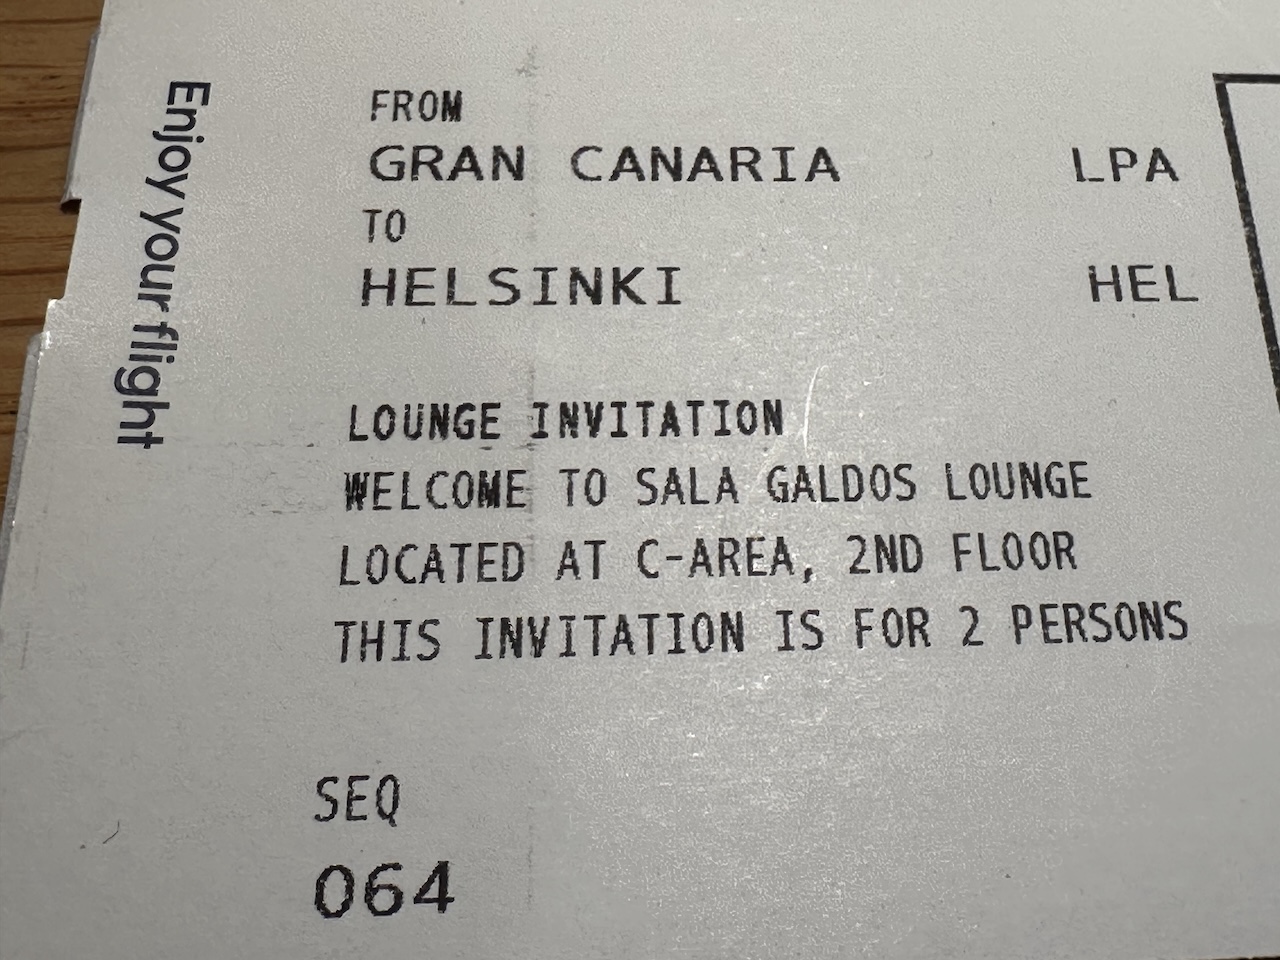 Enjoy your flight
FROM
GRAN CANARIA LPA
TO
HELSINKI HEL
LOUNGE INVITATION
WELCOME TO SALA GALDOS LOUNGE
LOCATED AT C-AREA, 2ND FLOOR
THIS INVITATION IS FOR 2 PERSONS
SEQ
064